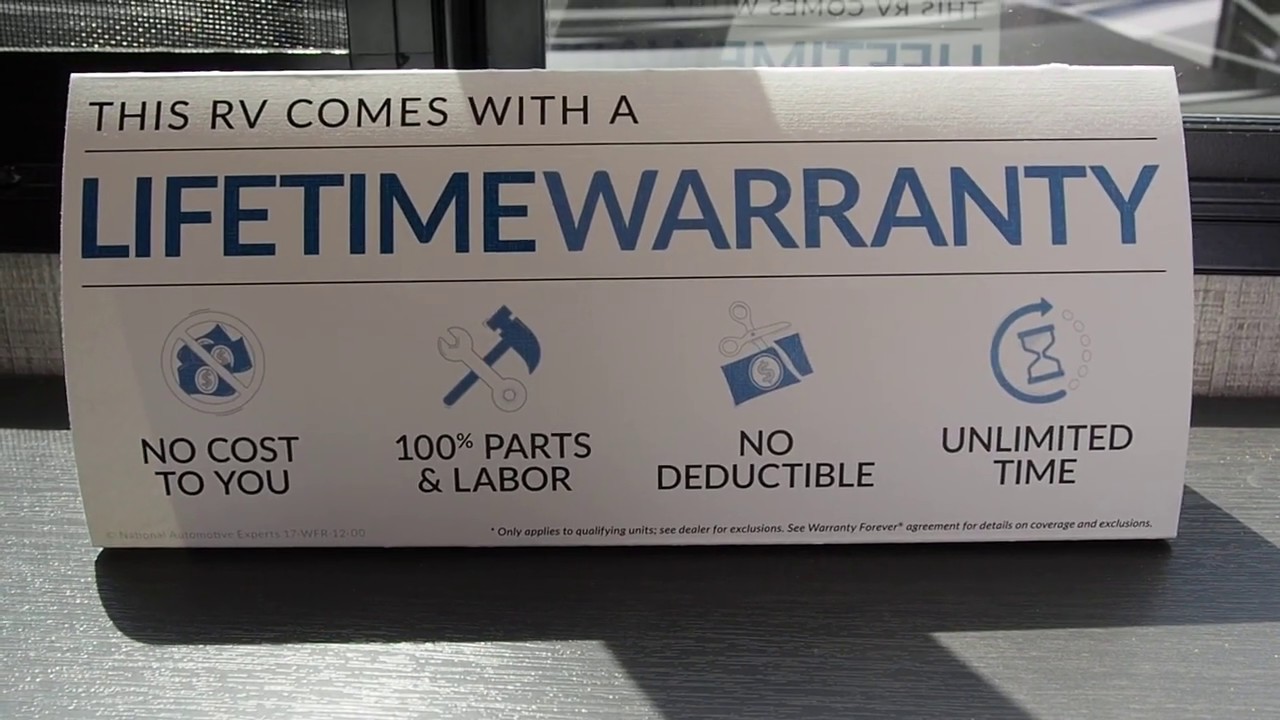 THIS RV COMES WITH A
LIFETIMEWARRANTY
NO COST
TO YOU
100% PARTS
& LABOR
NO
DEDUCTIBLE
UNLIMITED
TIME
© National Automotive Experts 17-WFR-12-00
* Only applies to qualifying units; see dealer for exclusions. See Warranty Forever® agreement for details on coverage and exclusions.